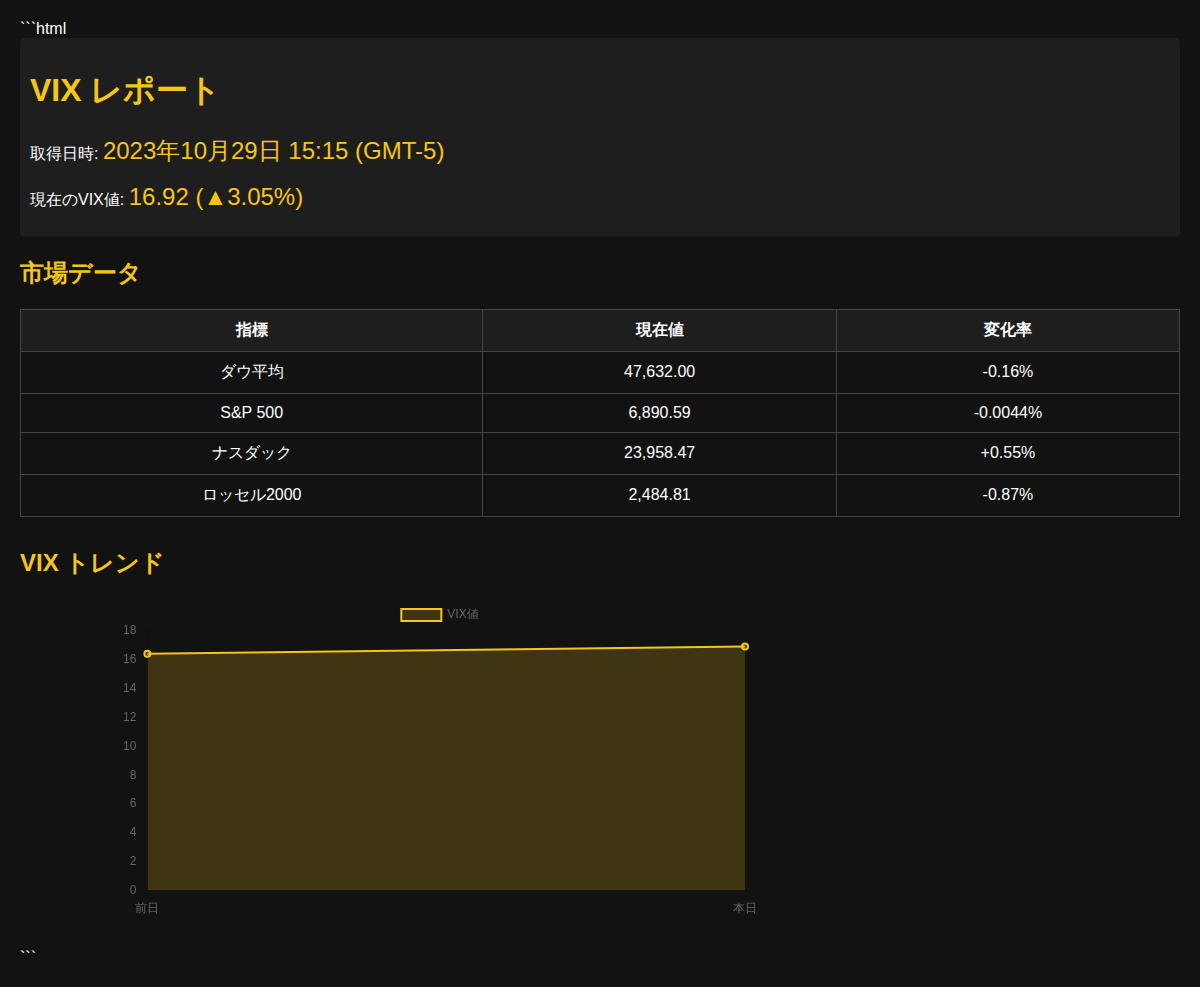 ```html
VIX レポート
取得日時: 2023年10月29日 15:15 (GMT-5)
現在のVIX値: 16.92 (▲3.05%)
市場データ
指標 現在値 変化率
ダウ平均 47,632.00 -0.16%
S&P 500 6,890.59 -0.0044%
ナスダック 23,958.47 +0.55%
ロッセル2000 2,484.81 -0.87%
VIX トレンド
VIX値
18
16
14
12
10
8
6
4
2
0
前日 本日
```